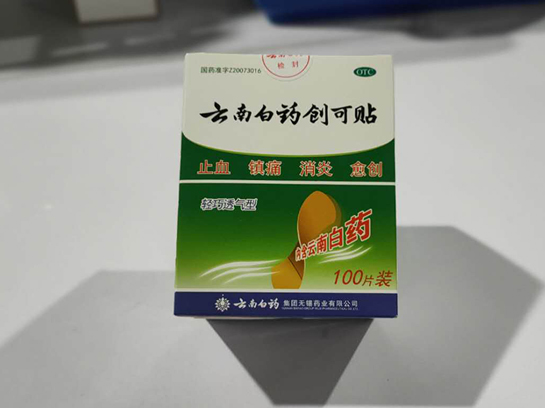 检封
国药准字Z20073016
OTC
云南白药创可贴
止血 镇痛 消炎 愈创
轻巧透气型
内含云南白药
100片装
云南白药 集团无锡药业有限公司